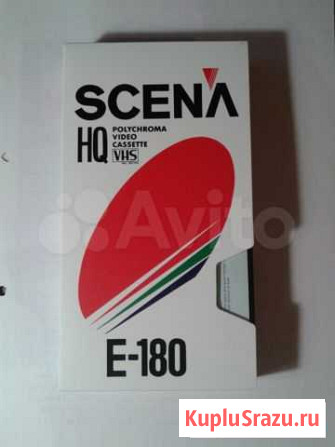 SCENA
HQ
POLYCHROMA
VIDEO
CASSETTE
VHS
Avito
E-180
KupluSrazu.ru